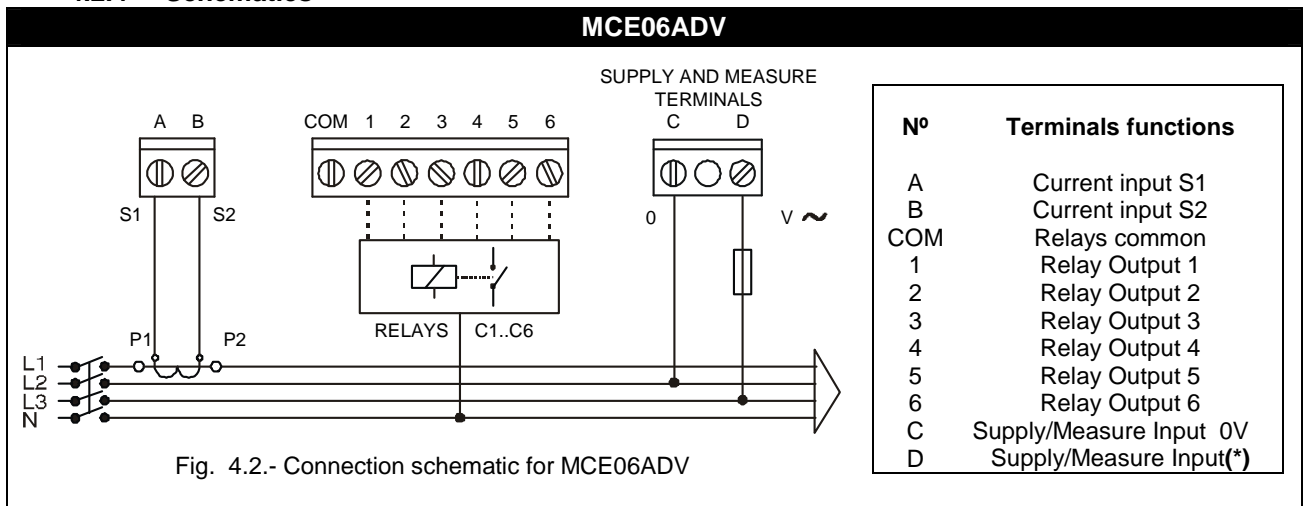 MCE06ADV
SUPPLY AND MEASURE
TERMINALS
A B COM 1 2 3 4 5 6 C D
S1 S2 0 V ~
RELAYS C1..C6
P1 P2
L1
L2
L3
N
Fig. 4.2.- Connection schematic for MCE06ADV
Nº Terminals functions
A Current input S1
B Current input S2
COM Relays common
1 Relay Output 1
2 Relay Output 2
3 Relay Output 3
4 Relay Output 4
5 Relay Output 5
6 Relay Output 6
C Supply/Measure Input 0V
D Supply/Measure Input(*)